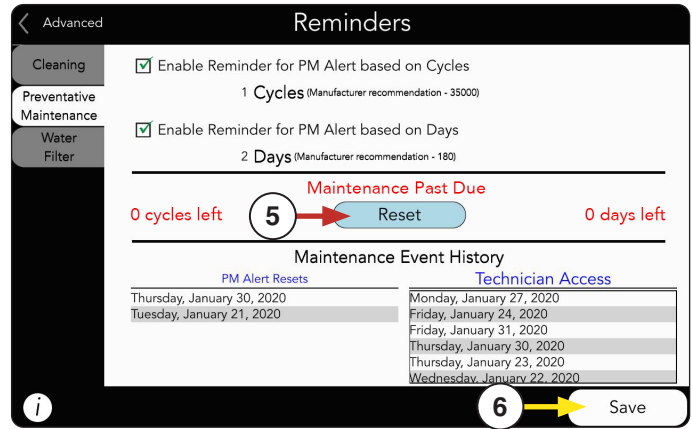 Advanced
Reminders
Cleaning
Preventative
Maintenance
Water
Filter
Enable Reminder for PM Alert based on Cycles
1 Cycles (Manufacturer recommendation - 35000)
Enable Reminder for PM Alert based on Days
2 Days (Manufacturer recommendation - 180)
Maintenance Past Due
0 cycles left
5
Reset
0 days left
Maintenance Event History
PM Alert Resets
Thursday, January 30, 2020
Tuesday, January 21, 2020
Technician Access
Monday, January 27, 2020
Friday, January 24, 2020
Friday, January 31, 2020
Thursday, January 30, 2020
Thursday, January 23, 2020
Wednesday, January 22, 2020
i
6
Save